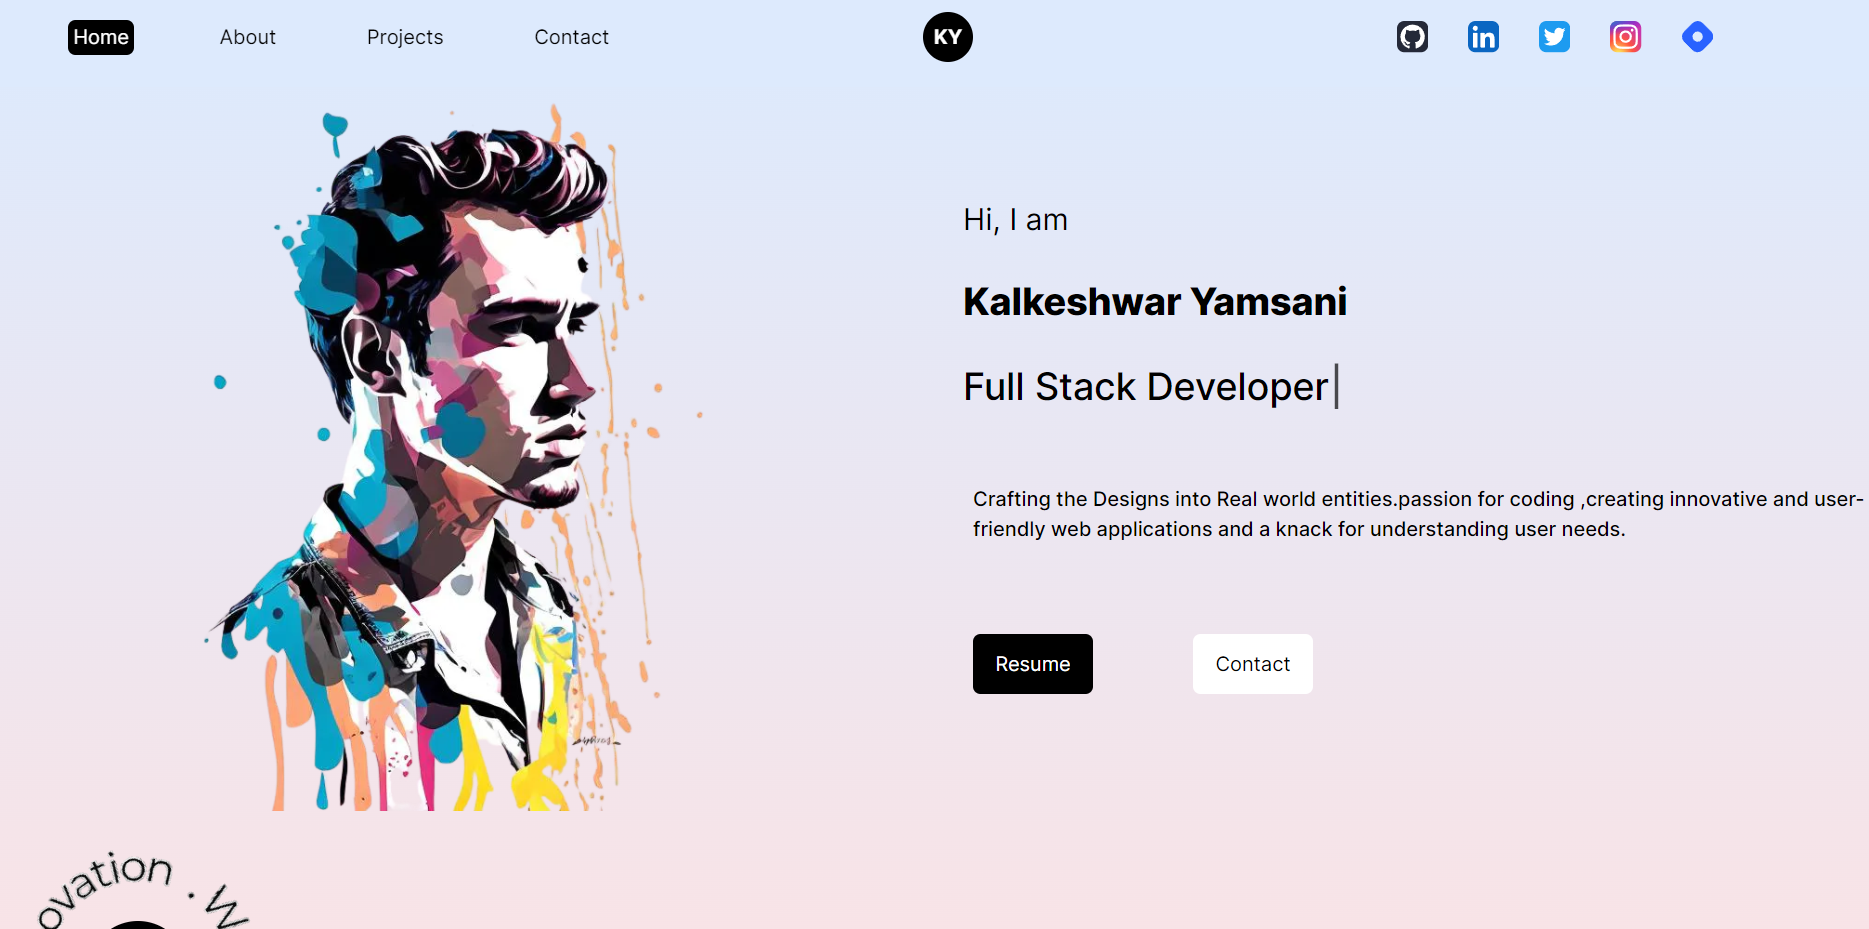 Home About Projects Contact KY
Hi, I am
Kalkeshwar Yamsani
Full Stack Developer
Crafting the Designs into Real world entities.passion for coding ,creating innovative and user-
friendly web applications and a knack for understanding user needs.
Resume Contact
ovation . W